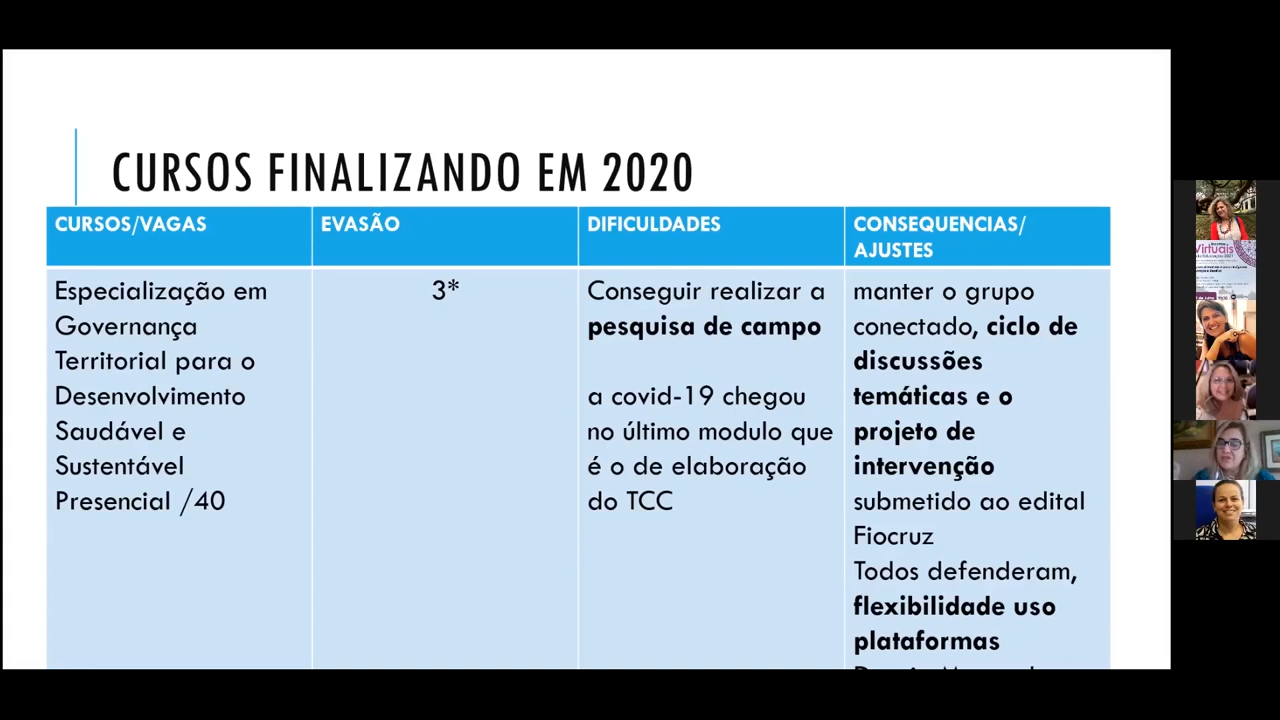 CURSOS FINALIZANDO EM 2020
CURSOS/VAGAS
EVASÃO
DIFICULDADES
CONSEQUENCIAS/
AJUSTES
Especialização em
Governança
Territorial para o
Desenvolvimento
Saudável e
Sustentável
Presencial /40
3*
Conseguir realizar a
pesquisa de campo
a covid-19 chegou
no último modulo que
é o de elaboração
do TCC
manter o grupo
conectado, ciclo de
discussões
temáticas e o
projeto de
intervenção
submetido ao edital
Fiocruz
Todos defenderam,
flexibilidade uso
plataformas
Virtuais